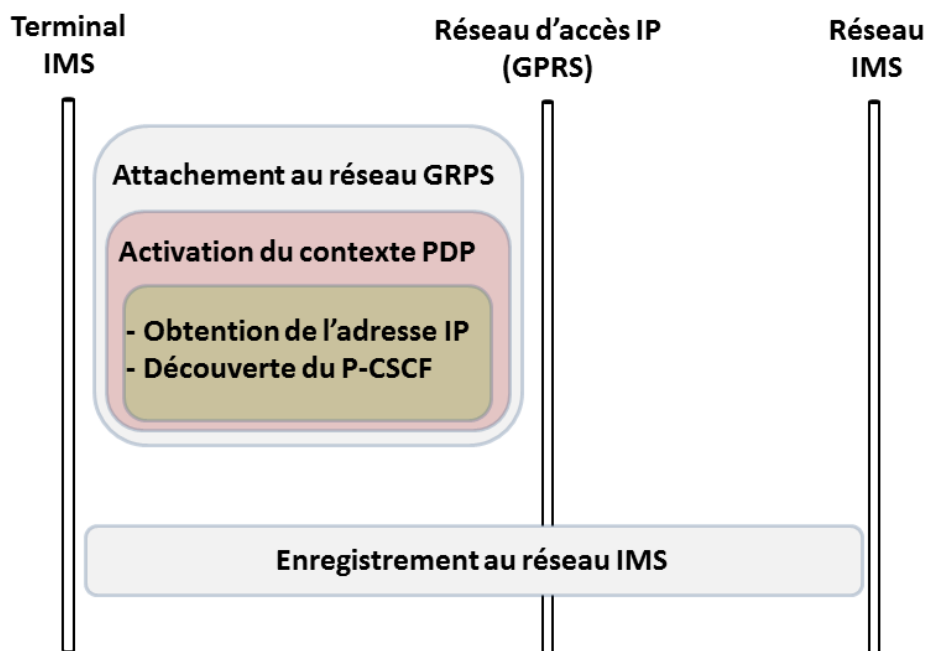 Terminal
IMS
Réseau d'accès IP
(GPRS)
Réseau
IMS
Attachement au réseau GRPS
Activation du contexte PDP
- Obtention de l'adresse IP
- Découverte du P-CSCF
Enregistrement au réseau IMS